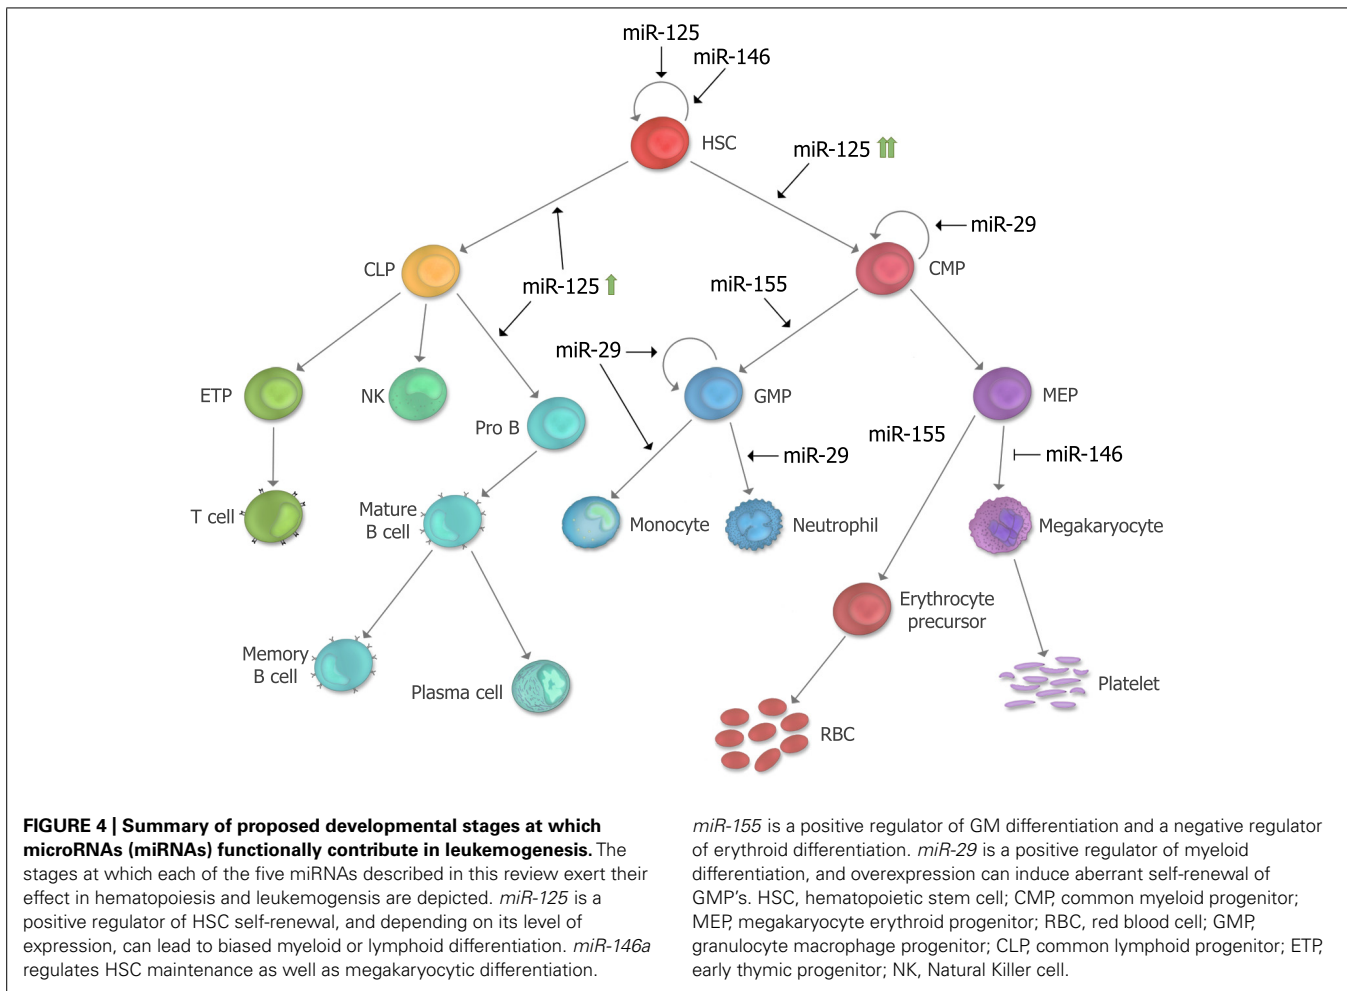 miR-125
miR-146
HSC
miR-125
miR-29
CLP
CMP
miR-125
miR-155
miR-29
ETP
NK
GMP
MEP
Pro B
miR-155
miR-29
miR-146
T cell
Mature
B cell
Monocyte
Neutrophil
Megakaryocyte
Erythrocyte
precursor
Memory
B cell
Plasma cell
Platelet
RBC
FIGURE 4 | Summary of proposed developmental stages at which
microRNAs (miRNAs) functionally contribute in leukemogenesis. The
stages at which each of the five miRNAs described in this review exert their
effect in hematopoiesis and leukemogensis are depicted. miR-125 is a
positive regulator of HSC self-renewal, and depending on its level of
expression, can lead to biased myeloid or lymphoid differentiation. miR-146a
regulates HSC maintenance as well as megakaryocytic differentiation.
miR-155 is a positive regulator of GM differentiation and a negative regulator
of erythroid differentiation. miR-29 is a positive regulator of myeloid
differentiation, and overexpression can induce aberrant self-renewal of
GMP's. HSC, hematopoietic stem cell; CMP, common myeloid progenitor;
MEP, megakaryocyte erythroid progenitor; RBC, red blood cell; GMP,
granulocyte macrophage progenitor; CLP, common lymphoid progenitor; ETP,
early thymic progenitor; NK, Natural Killer cell.